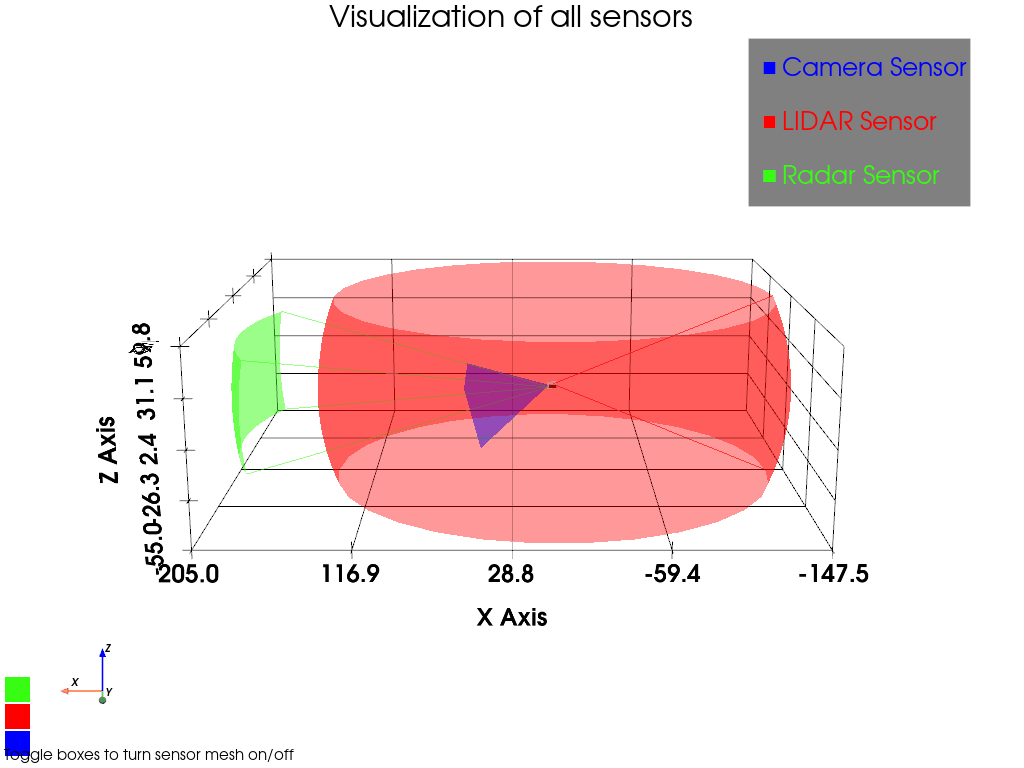 Visualization of all sensors
Camera Sensor
LIDAR Sensor
Radar Sensor
Z Axis
59.8
31.1
2.4
-26.3
-55.0
205.0
116.9
28.8
-59.4
-147.5
X Axis
Z
X
Y
Toggle boxes to turn sensor mesh on/off